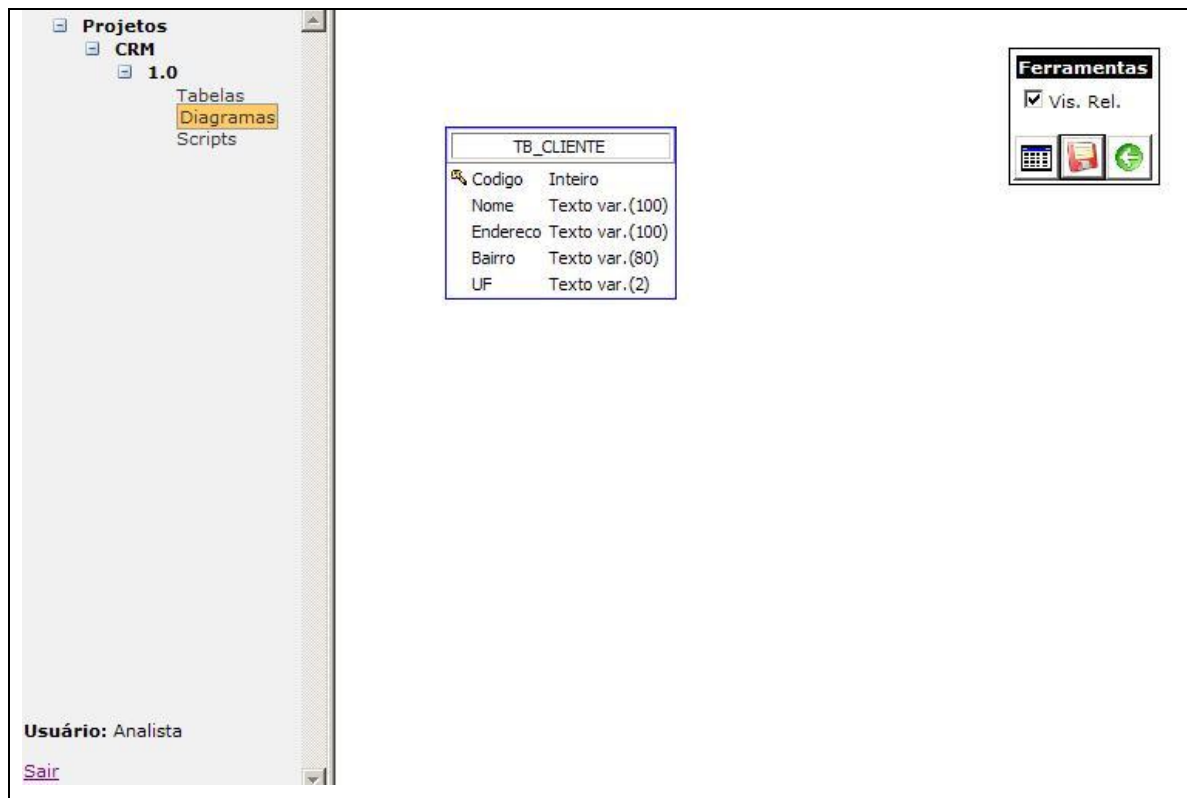 Projetos
CRM
1.0
Tabelas
Diagramas
Scripts
Usuário: Analista
Sair
TB_CLIENTE
Codigo Inteiro
Nome Texto var.(100)
Endereco Texto var.(100)
Bairro Texto var.(80)
UF Texto var.(2)
Ferramentas
Vis. Rel.